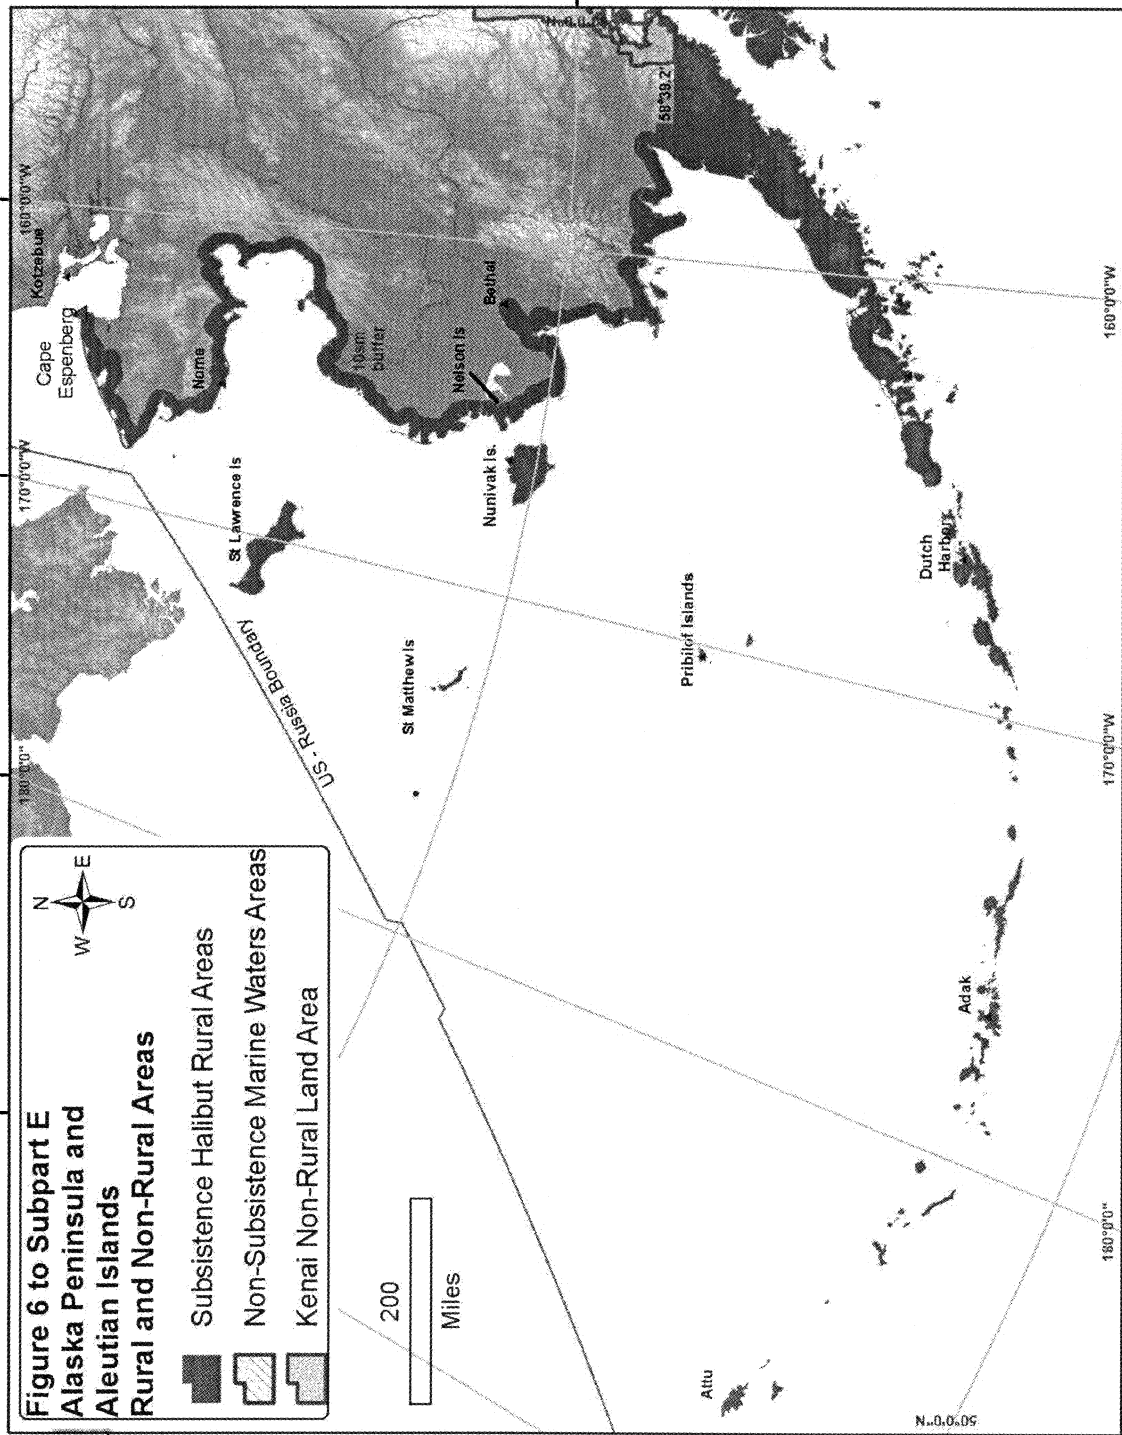 Figure 6 to Subpart E
Alaska Peninsula and
Aleutian Islands
Rural and Non-Rural Areas
N
W
E
S
Subsistence Halibut Rural Areas
Non-Subsistence Marine Waters Areas
Kenai Non-Rural Land Area
200
Miles
180°0'0"
170°0'0"W
160°0'0"W
Kotzebue
Cape
Espenberg
Nome
10sm
buffer
Bethal
Nelson Is
Nunivak Is.
St Lawrence Is
US - Russia Boundary
St Matthew Is
Pribilof Islands
58°39.2'
Dutch
Harbor
Adak
Attu
50°0'0"N
180°0'0"
170°0'0"W
160°0'0"W